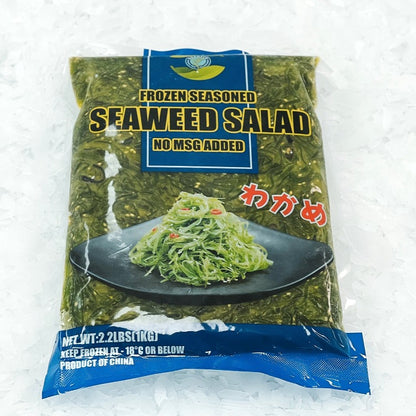 FROZEN SEASONED
SEAWEED SALAD
NO MSG ADDED
わかめ
NET WT:2.2LBS(1KG)
KEEP FROZEN AT - 18°C OR BELOW
PRODUCT OF CHINA